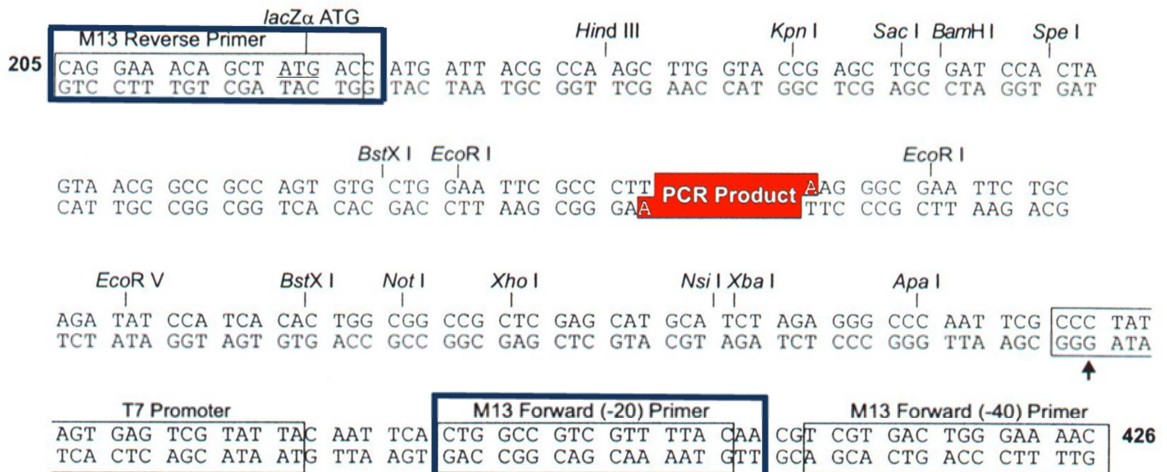 lacZα ATG
M13 Reverse Primer
Hind III Kpn I Sac I BamH I Spe I
205 CAG GAA ACA GCT ATG ACC ATG ATT ACG CCA AGC TTG GTA CCG AGC TCG GAT CCA CTA
GTC CTT TGT CGA TAC TGG TAC TAA TGC GGT TCG AAC CAT GGC TCG AGC CTA GGT GAT
BstX I EcoR I EcoR I
GTA ACG GCC GCC AGT GTG CTG GAA TTC GCC CTT PCR Product AAG GGC GAA TTC TGC
CAT TGC CGG CGG TCA CAC GAC CTT AAG CGG GAA TTC CCG CTT AAG ACG
EcoR V BstX I Not I Xho I Nsi I Xba I Apa I
AGA TAT CCA TCA CAC TGG CGG CCG CTC GAG CAT GCA TCT AGA GGG CCC AAT TCG CCC TAT
TCT ATA GGT AGT GTG ACC GCC GGC GAG CTC GTA CGT AGA TCT CCC GGG TTA AGC GGG ATA
T7 Promoter M13 Forward (-20) Primer M13 Forward (-40) Primer
AGT GAG TCG TAT TAC AAT TCA CTG GCC GTC GTT TTA CAA CGT CGT GAC TGG GAA AAC 426
TCA CTC AGC ATA ATG TTA AGT GAC CGG CAG CAA AAT GTT GCA GCA CTG ACC CTT TTG